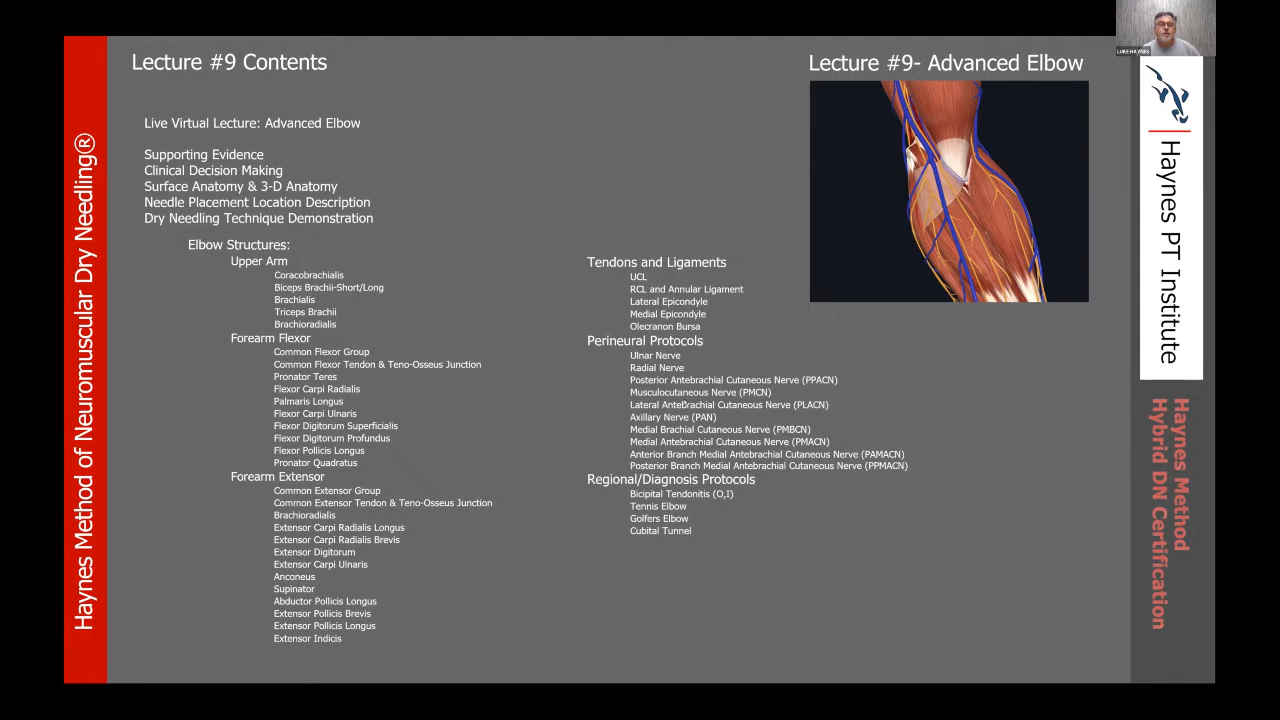 Lecture #9 Contents
Lecture #9- Advanced Elbow
LUKE HAYNES
Live Virtual Lecture: Advanced Elbow
Supporting Evidence
Clinical Decision Making
Surface Anatomy & 3-D Anatomy
Needle Placement Location Description
Dry Needling Technique Demonstration
Elbow Structures:
Upper Arm
Coracobrachialis
Biceps Brachii-Short/Long
Brachialis
Triceps Brachii
Brachioradialis
Forearm Flexor
Common Flexor Group
Common Flexor Tendon & Teno-Osseus Junction
Pronator Teres
Flexor Carpi Radialis
Palmaris Longus
Flexor Carpi Ulnaris
Flexor Digitorum Superficialis
Flexor Digitorum Profundus
Flexor Pollicis Longus
Pronator Quadratus
Forearm Extensor
Common Extensor Group
Common Extensor Tendon & Teno-Osseus Junction
Brachioradialis
Extensor Carpi Radialis Longus
Extensor Carpi Radialis Brevis
Extensor Digitorum
Extensor Carpi Ulnaris
Anconeus
Supinator
Abductor Pollicis Longus
Extensor Pollicis Brevis
Extensor Pollicis Longus
Extensor Indicis
Tendons and Ligaments
UCL
RCL and Annular Ligament
Lateral Epicondyle
Medial Epicondyle
Olecranon Bursa
Perineural Protocols
Ulnar Nerve
Radial Nerve
Posterior Antebrachial Cutaneous Nerve (PPACN)
Musculocutaneous Nerve (PMCN)
Lateral Antebrachial Cutaneous Nerve (PLACN)
Axillary Nerve (PAN)
Medial Brachial Cutaneous Nerve (PMBCN)
Medial Antebrachial Cutaneous Nerve (PMACN)
Anterior Branch Medial Antebrachial Cutaneous Nerve (PAMACN)
Posterior Branch Medial Antebrachial Cutaneous Nerve (PPMACN)
Regional/Diagnosis Protocols
Bicipital Tendonitis (O,I)
Tennis Elbow
Golfers Elbow
Cubital Tunnel
Haynes Method of Neuromuscular Dry Needling®
Haynes PT Institute
Haynes Method
Hybrid DN Certification